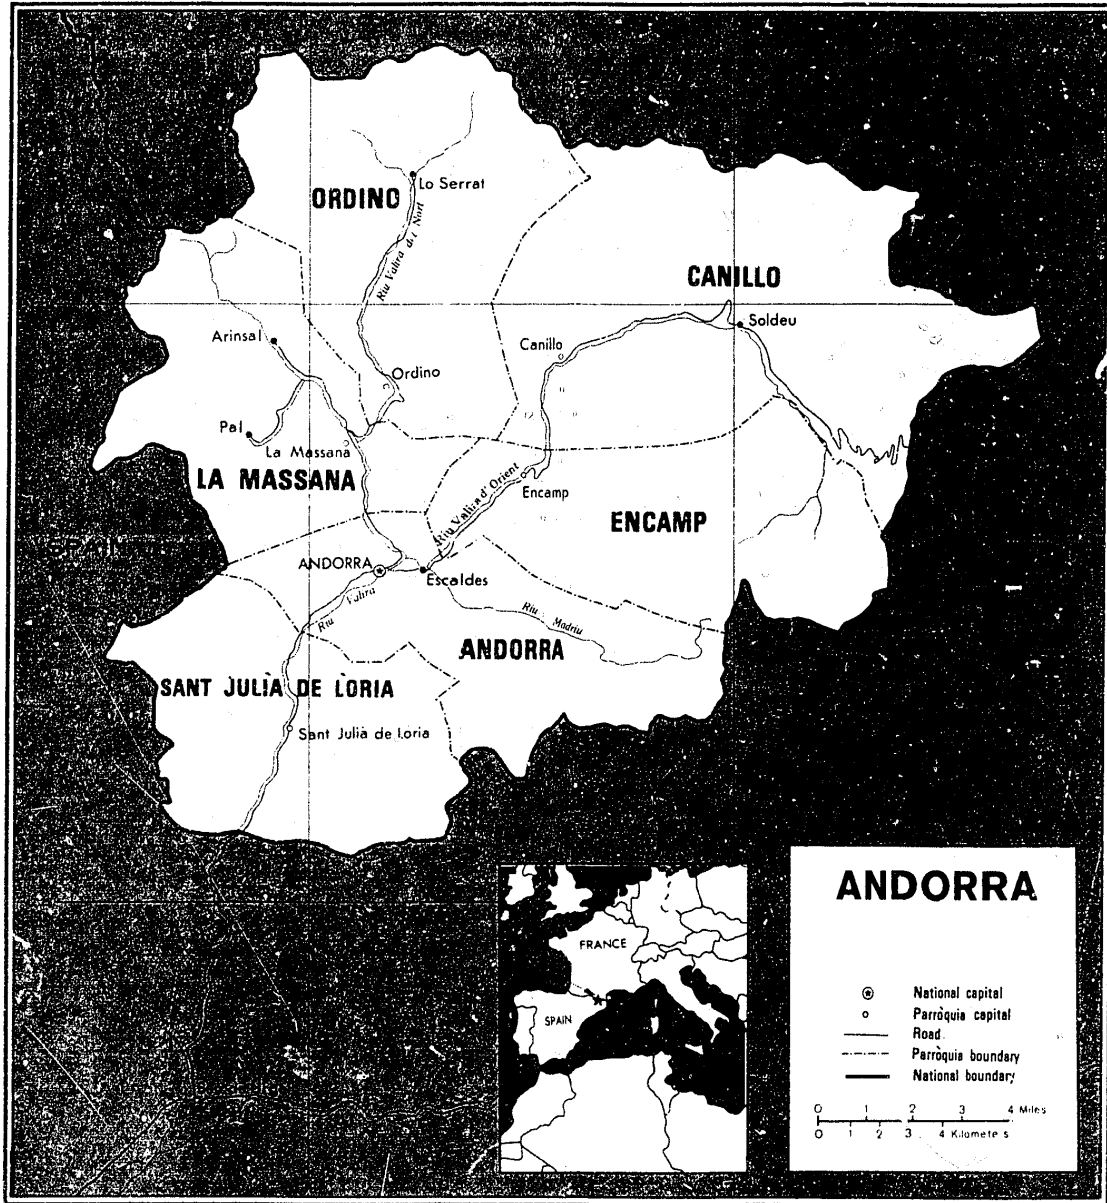 Lo Serrat
ORDINO
Riu Valira del Nort
CANILLO
Soldeu
Arinsal
Canillo
Ordino
Pal
La Massana
LA MASSANA
Riu Valira d'Orient
Encamp
ENCAMP
SPAIN
ANDORRA
Escaldes
Riu Valira
Riu Madriu
ANDORRA
SANT JULIÀ DE LÒRIA
Sant Julià de Lòria
ANDORRA
FRANCE
SPAIN
National capital
Parròquia capital
Road
Parròquia boundary
National boundary
0 1 2 3 4 Miles
0 1 2 3 4 Kilomete s